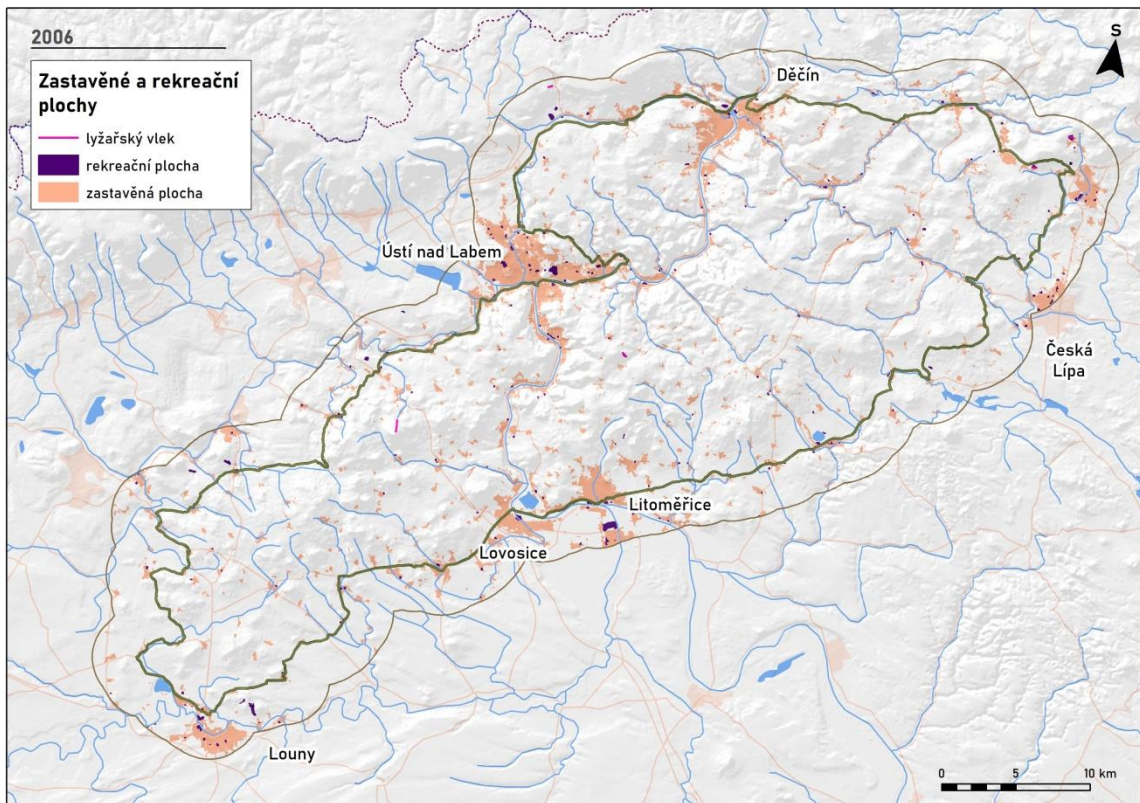 2006
Zastavěné a rekreační
plochy
lyžařský vlek
rekreační plocha
zastavěná plocha
S
Děčín
Ústí nad Labem
Česká
Lípa
Litoměřice
Lovosice
Louny
0 5 10 km